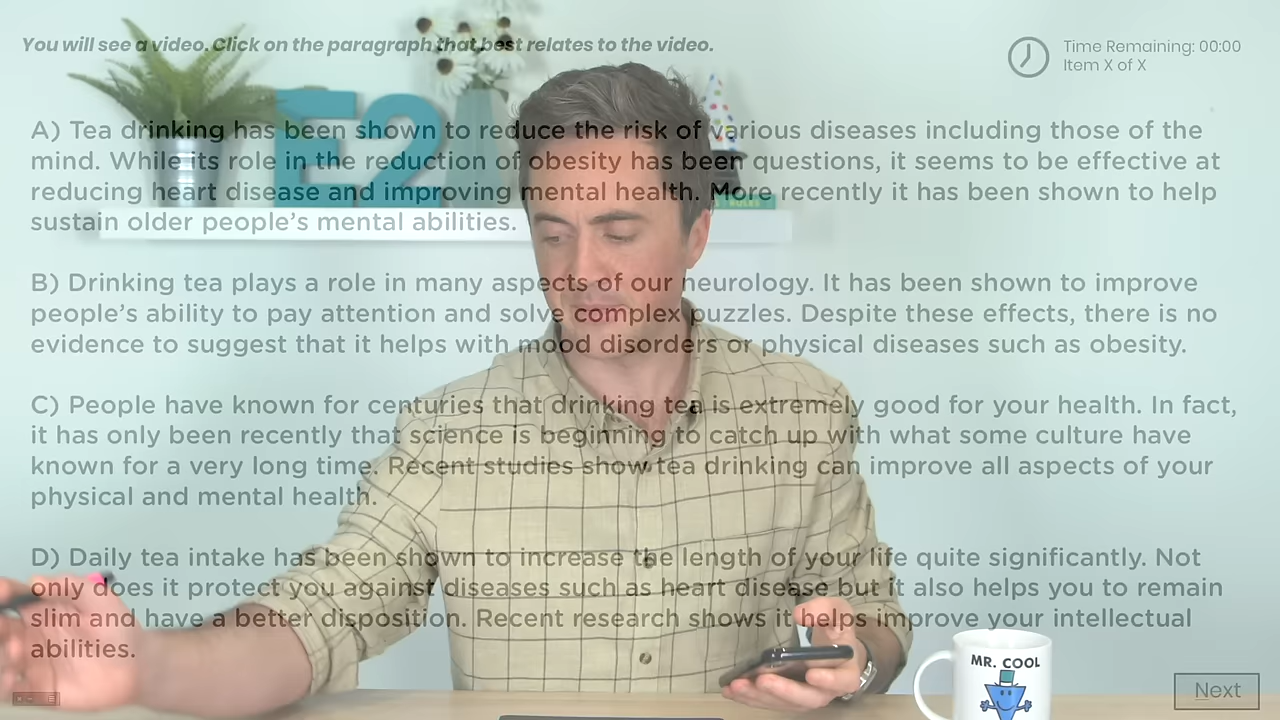 You will see a video. Click on the paragraph that best relates to the video.
Time Remaining: 00:00
Item X of X
E2
A) Tea drinking has been shown to reduce the risk of various diseases including those of the
mind. While its role in the reduction of obesity has been questions, it seems to be effective at
reducing heart disease and improving mental health. More recently it has been shown to help
sustain older people's mental abilities.
B) Drinking tea plays a role in many aspects of our neurology. It has been shown to improve
people's ability to pay attention and solve complex puzzles. Despite these effects, there is no
evidence to suggest that it helps with mood disorders or physical diseases such as obesity.
C) People have known for centuries that drinking tea is extremely good for your health. In fact,
it has only been recently that science is beginning to catch up with what some culture have
known for a very long time. Recent studies show tea drinking can improve all aspects of your
physical and mental health.
D) Daily tea intake has been shown to increase the length of your life quite significantly. Not
only does it protect you against diseases such as heart disease but it also helps you to remain
slim and have a better disposition. Recent research shows it helps improve your intellectual
abilities.
MR. COOL
Next